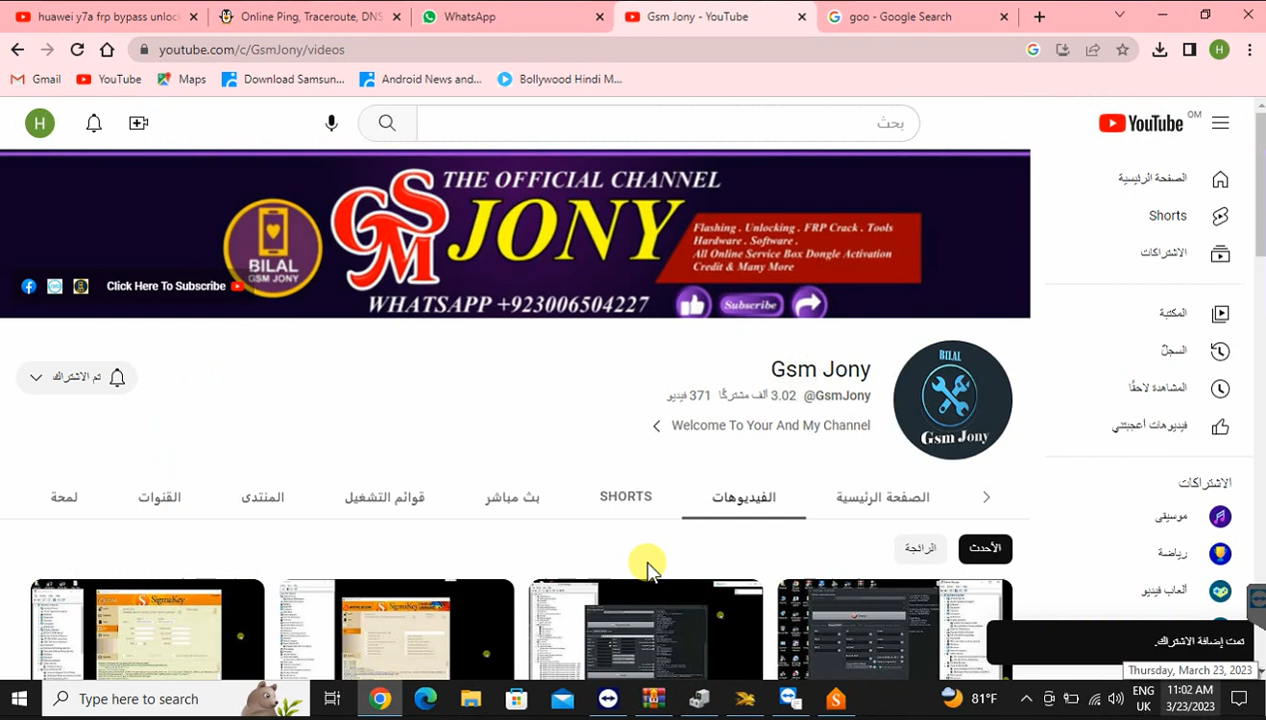 huawei y7a frp bypass unloc
Online Ping, Traceroute, DNS
WhatsApp
Gsm Jony - YouTube
goo - Google Search
youtube.com/c/GsmJony/videos
H
Gmail
YouTube
Maps
Download Samsun...
Android News and...
Bollywood Hindi M...
H
بحث
YouTube
OM
THE OFFICIAL CHANNEL
GSM
JONY
BILAL
GSM JONY
Flashing . Unlocking . FRP Crack . Tools
Hardware . Software .
All Online Service Box Dongle Activation
Credit & Many More
Click Here To Subscribe
WHATSAPP +923006504227
Subscribe
الصفحة الرئيسية
Shorts
الاشتراكات
المكتبة
السجلّ
المشاهدة لاحقًا
فيديوهات أعجبتني
الاشتراكات
موسيقى
رياضة
ألعاب فيديو
تم الاشتراك
Gsm Jony
@GsmJony 3.02 ألف مشتركًا 371 فيديو
Welcome To Your And My Channel
BILAL
Gsm Jony
الصفحة الرئيسية
الفيديوهات
SHORTS
بث مباشر
قوائم التشغيل
المنتدى
القنوات
لمحة
الأحدث
الرائجة
SigmaKey
SigmaKey
تمت إضافة الاشتراك.
Thursday, March 23, 2023
Type here to search
81°F
ENG
UK
11:02 AM
3/23/2023